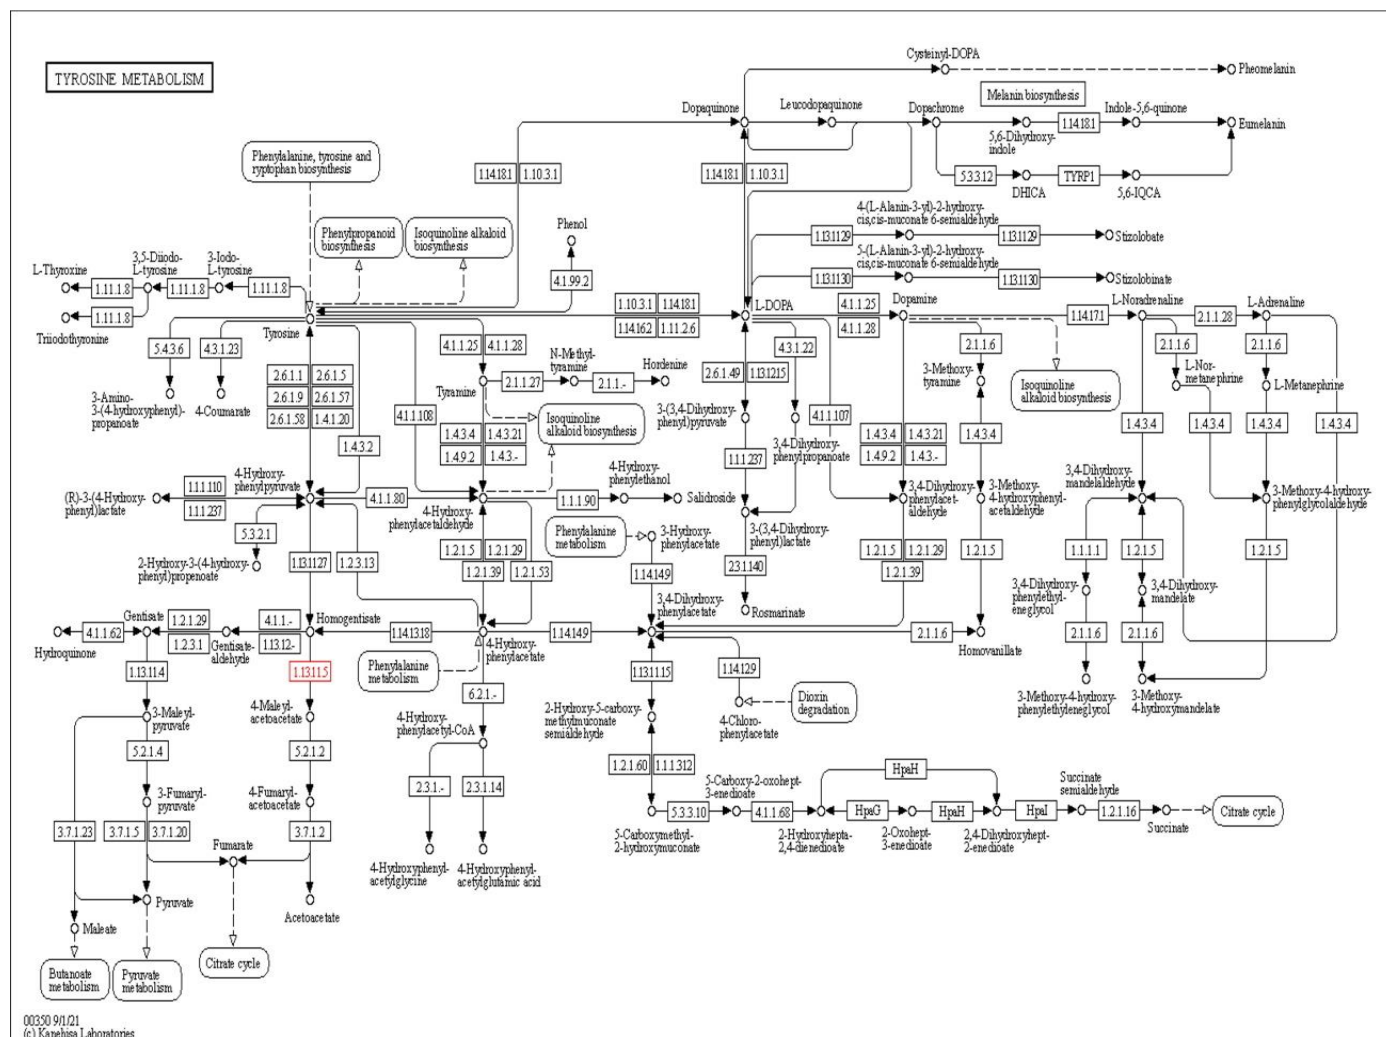 TYROSINE METABOLISM
Cysteinyl-DOPA
Pheomelanin
Melanin biosynthesis
Dopaquinone
Leucodopaquinone
Dopachrome
Indole-5,6-quinone
1.14.18.1
5,6-Dihydroxy-
indole
Eumelanin
Phenylalanine, tyrosine and
ryptophan biosynthesis
1.14.18.1
1.10.3.1
1.14.18.1
1.10.3.1
5.3.3.12
DHICA
TYRP1
5,6-IQCA
Phenylpropanoid
biosynthesis
Isoquinoline alkaloid
biosynthesis
Phenol
4-(L-Alanin-3-yl)-2-hydroxy-
cis,cis-muconate 6-semialdehyde
1.13.11.29
1.13.11.29
Stizolobate
5-(L-Alanin-3-yl)-2-hydroxy-
cis,cis-muconate 6-semialdehyde
1.13.11.30
1.13.11.30
Stizolobinate
L-Thyroxine
3,5-Diiodo-
L-tyrosine
3-Iodo-
L-tyrosine
1.11.1.8
1.11.1.8
1.11.1.8
4.1.99.2
1.11.1.8
Triiodothyronine
Tyrosine
1.10.3.1
1.14.18.1
1.14.16.2
1.11.2.6
L-DOPA
4.1.1.25
4.1.1.28
Dopamine
1.14.17.1
L-Noradrenaline
2.1.1.28
L-Adrenaline
5.4.3.6
4.3.1.23
3-Amino-
3-(4-hydroxyphenyl)-
propanoate
4-Coumarate
2.6.1.1
2.6.1.5
2.6.1.9
2.6.1.57
2.6.1.58
1.4.1.20
1.4.3.2
4.1.1.108
4.1.1.25
4.1.1.28
Tyramine
2.1.1.27
N-Methyl-
tyramine
2.1.1.-
Hordenine
Isoquinoline
alkaloid biosynthesis
1.4.3.4
1.4.3.21
1.4.9.2
1.4.3.-
2.6.1.49
1.13.12.15
4.3.1.22
3-(3,4-Dihydroxy-
phenyl)pyruvate
3,4-Dihydroxy-
phenylpropanoate
4.1.1.107
1.4.3.4
1.4.3.21
1.4.9.2
1.4.3.-
2.1.1.6
3-Methoxy-
tyramine
1.4.3.4
Isoquinoline
alkaloid biosynthesis
2.1.1.6
L-Nor-
metanephrine
2.1.1.6
L-Metanephrine
1.4.3.4
1.4.3.4
1.4.3.4
1.4.3.4
(R)-3-(4-Hydroxy-
phenyl)lactate
1.1.1.110
1.1.1.237
4-Hydroxy-
phenylpyruvate
4.1.1.80
4-Hydroxy-
phenylacetaldehyde
1.1.1.90
4-Hydroxy-
phenylethanol
Salidroside
1.1.1.237
3-(3,4-Dihydroxy-
phenyl)lactate
3,4-Dihydroxy-
phenylacet-
aldehyde
3-Methoxy-
4-hydroxyphenyl-
acetaldehyde
3,4-Dihydroxy-
mandelaldehyde
3-Methoxy-4-hydroxy-
phenylglycolaldehyde
5.3.2.1
2-Hydroxy-3-(4-hydroxy-
phenyl)propenoate
1.13.11.27
1.2.3.13
1.2.1.5
1.2.1.29
1.2.1.39
1.2.1.53
Phenylalanine
metabolism
3-Hydroxy-
phenylacetate
1.14.14.9
2.3.1.140
Rosmarinate
1.2.1.5
1.2.1.29
1.2.1.39
1.2.1.5
1.1.1.1
1.2.1.5
1.2.1.5
3,4-Dihydroxy-
phenylethyl-
eneglycol
3,4-Dihydroxy-
mandelate
Hydroquinone
4.1.1.62
Gentisate
1.2.1.29
1.2.3.1
Gentisate-
aldehyde
4.1.1.-
1.13.12-
Homogentisate
1.14.13.18
4-Hydroxy-
phenylacetate
1.14.14.9
3,4-Dihydroxy-
phenylacetate
2.1.1.6
Homovanillate
2.1.1.6
2.1.1.6
3-Methoxy-4-hydroxy-
phenylethyleneglycol
3-Methoxy-
4-hydroxymandelate
1.13.11.4
1.13.11.5
Phenylalanine
metabolism
6.2.1.-
1.13.11.15
1.14.12.9
4-Chloro-
phenylacetate
Dioxin
degradation
3-Maleyl-
pyruvate
4-Maleyl-
acetoacetate
4-Hydroxy-
phenylacetyl-CoA
2-Hydroxy-5-carboxy-
methylmuconate
semialdehyde
5.2.1.4
5.2.1.2
2.3.1.-
2.3.1.14
1.2.1.60
1.1.1.312
3-Fumaryl-
pyruvate
4-Fumaryl-
acetoacetate
5-Carboxymethyl-
2-hydroxymuconate
5.3.3.10
5-Carboxy-2-oxohept-
3-enedioate
4.1.1.68
2-Hydroxyhepta-
2,4-dienedioate
HpaH
HpaG
2-Oxohept-
3-enedioate
HpaH
2,4-Dihydroxyhept-
2-enedioate
HpaI
Succinate
semialdehyde
1.2.1.16
Succinate
Citrate cycle
3.7.1.23
3.7.1.5
3.7.1.20
Fumarate
3.7.1.2
4-Hydroxyphenyl-
acetylglycine
4-Hydroxyphenyl-
acetylglutamic acid
Pyruvate
Acetoacetate
Maleate
Butanoate
metabolism
Pyruvate
metabolism
Citrate cycle
00350 9/1/21
(c) Kanehisa Laboratories